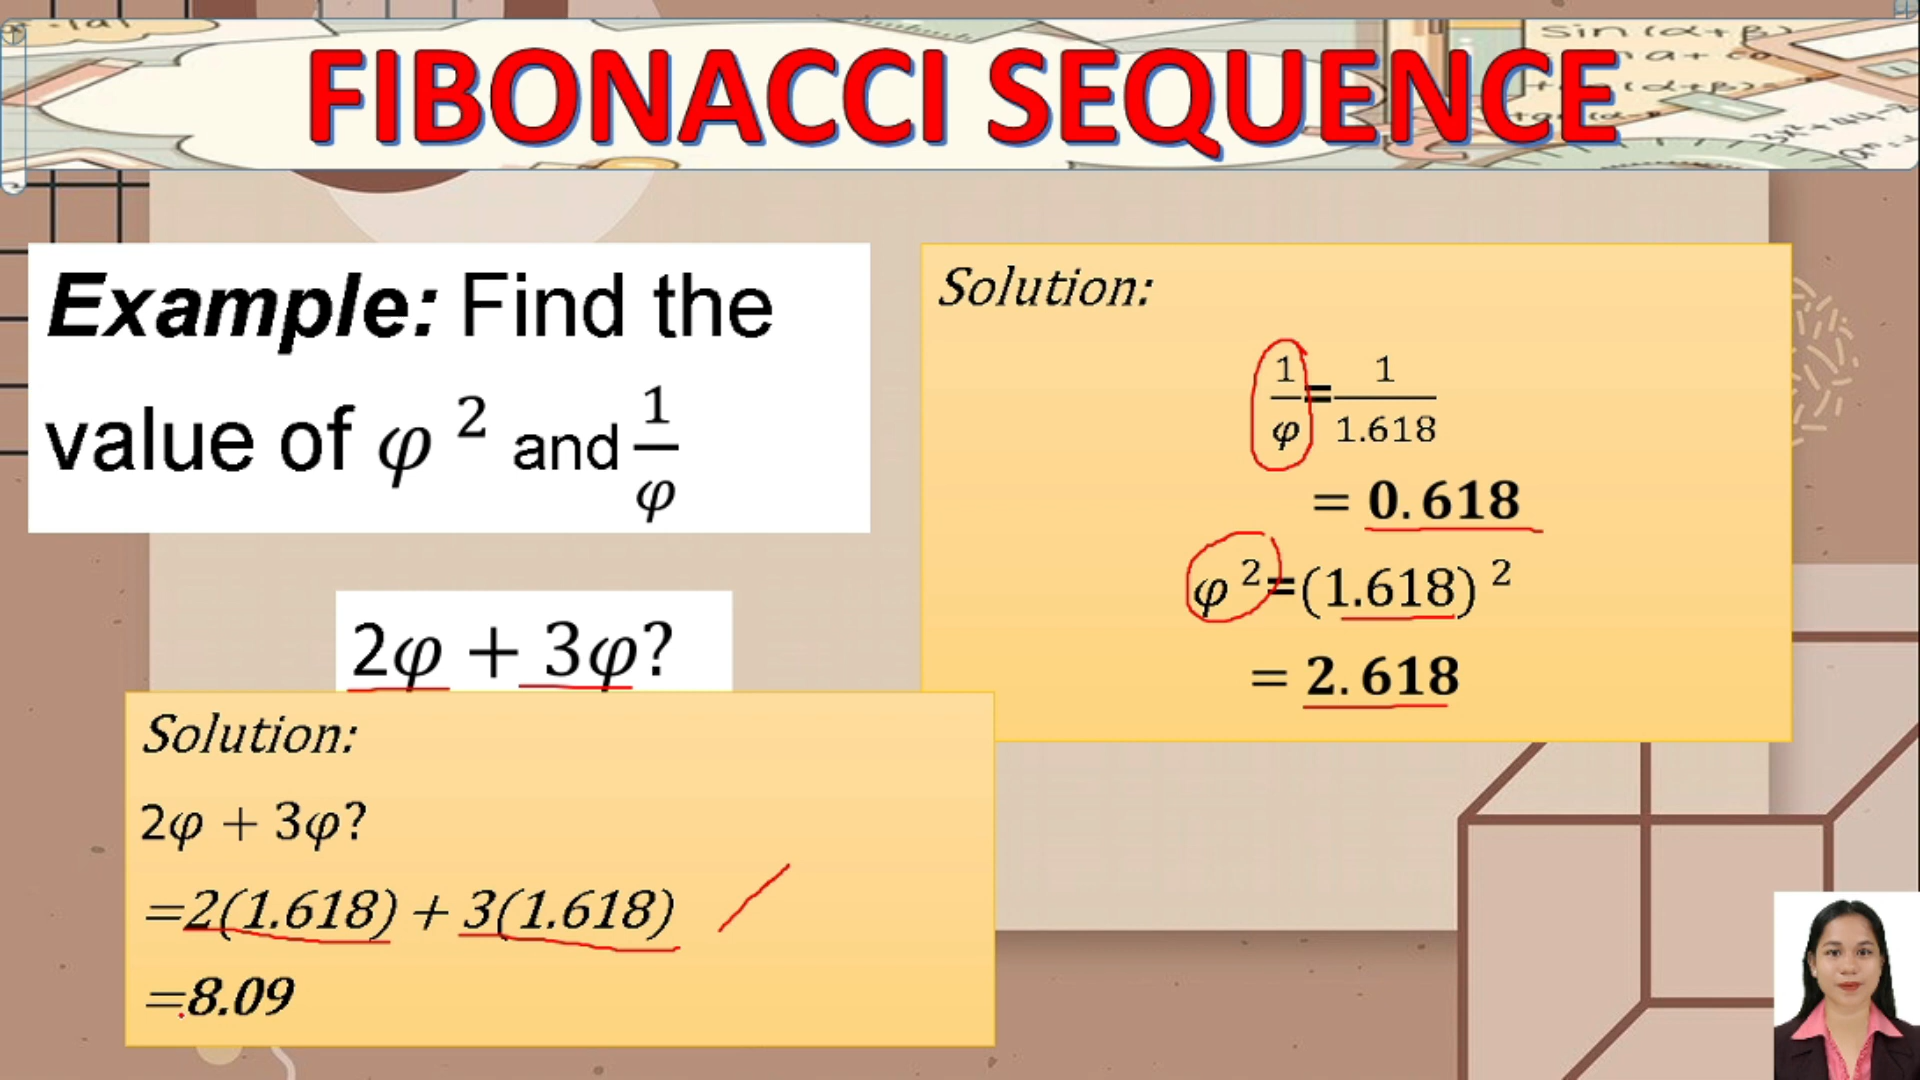 FIBONACCI SEQUENCE
Example: Find the
value of φ ² and 1/φ
2φ + 3φ?
Solution:
2φ + 3φ?
=2(1.618) + 3(1.618)
=8.09
Solution:
1/φ = 1/1.618
= 0.618
φ ²=(1.618) ²
= 2.618